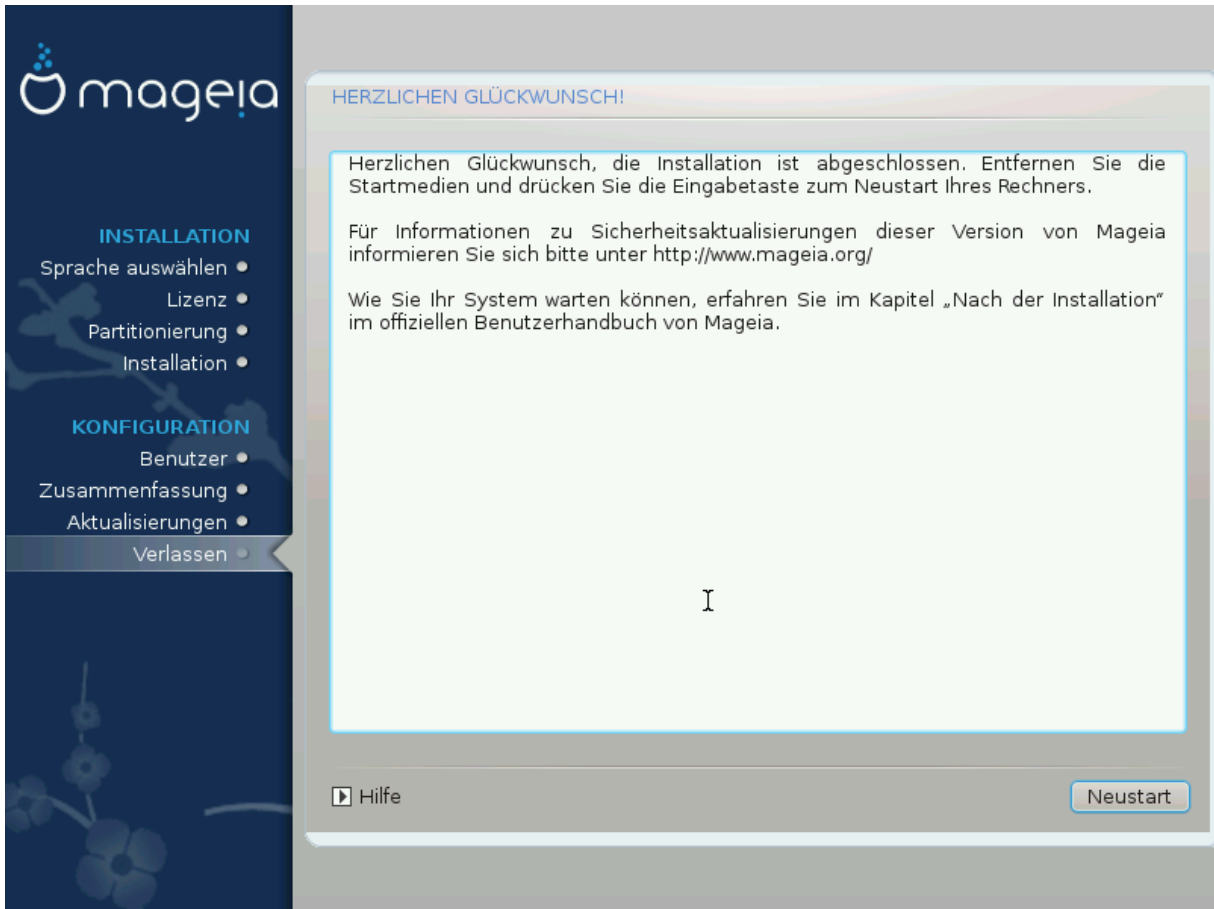 mageia
INSTALLATION
Sprache auswählen
Lizenz
Partitionierung
Installation
KONFIGURATION
Benutzer
Zusammenfassung
Aktualisierungen
Verlassen
HERZLICHEN GLÜCKWUNSCH!
Herzlichen Glückwunsch, die Installation ist abgeschlossen. Entfernen Sie die
Startmedien und drücken Sie die Eingabetaste zum Neustart Ihres Rechners.
Für Informationen zu Sicherheitsaktualisierungen dieser Version von Mageia
informieren Sie sich bitte unter http://www.mageia.org/
Wie Sie Ihr System warten können, erfahren Sie im Kapitel „Nach der Installation“
im offiziellen Benutzerhandbuch von Mageia.
Hilfe
Neustart